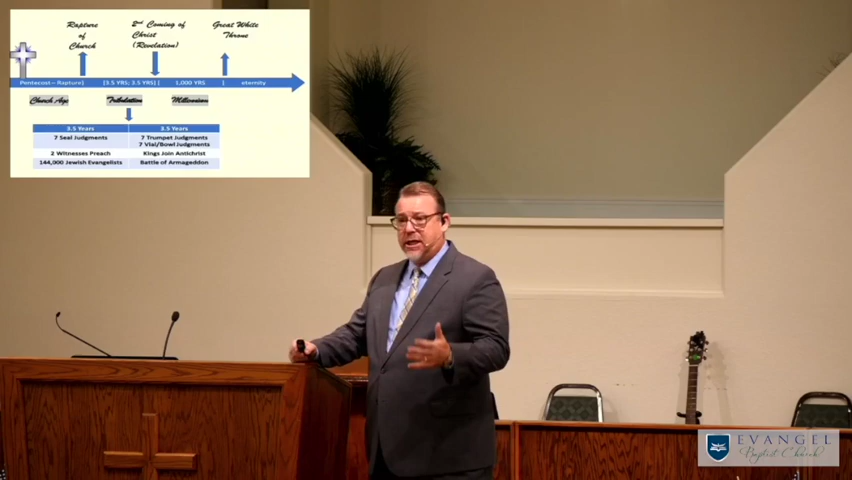 Rapture of Church
2nd Coming of Christ (Revelation)
Great White Throne
Pentecost – Rapture} [3.5 YRS; 3.5 YRS] { 1,000 YRS [ eternity
Church Age Tribulation Millennium
3.5 Years 3.5 Years
7 Seal Judgments 7 Trumpet Judgments
7 Vial/Bowl Judgments
2 Witnesses Preach Kings Join Antichrist
144,000 Jewish Evangelists Battle of Armageddon
EVANGEL
Baptist Church